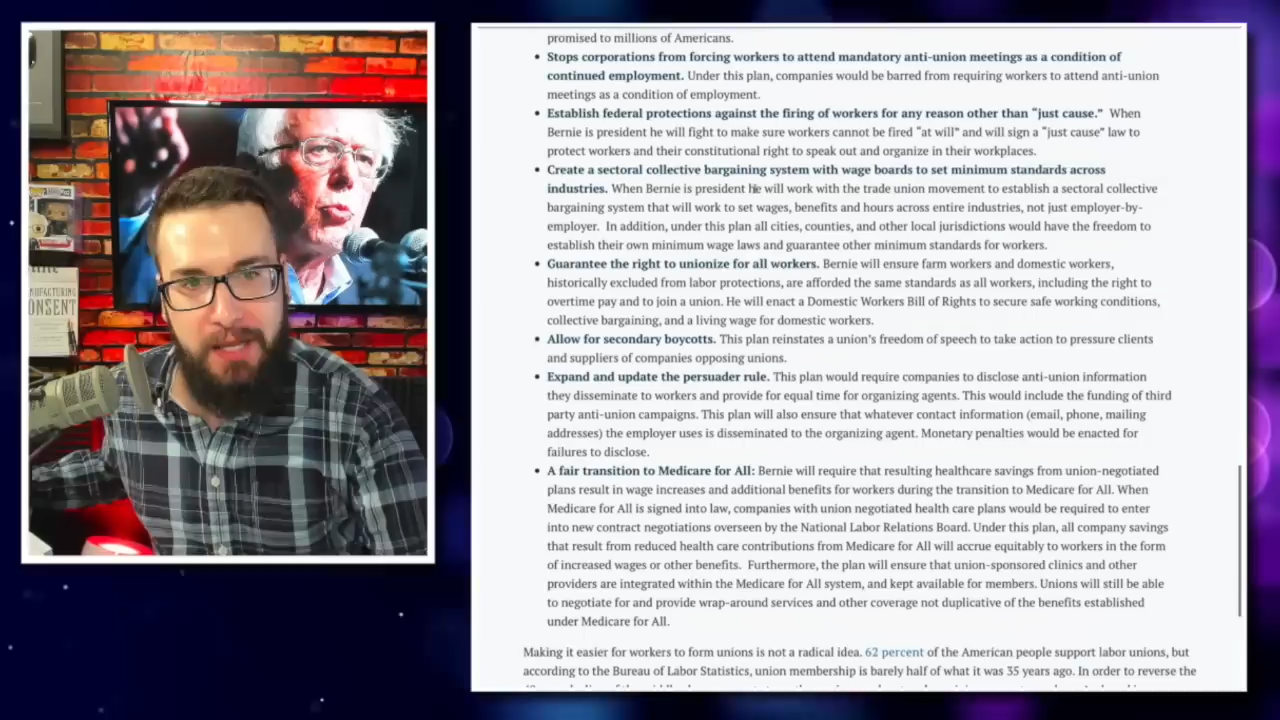 promised to millions of Americans.
• Stops corporations from forcing workers to attend mandatory anti-union meetings as a condition of
continued employment. Under this plan, companies would be barred from requiring workers to attend anti-union
meetings as a condition of employment.
• Establish federal protections against the firing of workers for any reason other than “just cause.” When
Bernie is president he will fight to make sure workers cannot be fired “at will” and will sign a “just cause” law to
protect workers and their constitutional right to speak out and organize in their workplaces.
• Create a sectoral collective bargaining system with wage boards to set minimum standards across
industries. When Bernie is president he will work with the trade union movement to establish a sectoral collective
bargaining system that will work to set wages, benefits and hours across entire industries, not just employer-by-
employer. In addition, under this plan all cities, counties, and other local jurisdictions would have the freedom to
establish their own minimum wage laws and guarantee other minimum standards for workers.
• Guarantee the right to unionize for all workers. Bernie will ensure farm workers and domestic workers,
historically excluded from labor protections, are afforded the same standards as all workers, including the right to
overtime pay and to join a union. He will enact a Domestic Workers Bill of Rights to secure safe working conditions,
collective bargaining, and a living wage for domestic workers.
• Allow for secondary boycotts. This plan reinstates a union’s freedom of speech to take action to pressure clients
and suppliers of companies opposing unions.
• Expand and update the persuader rule. This plan would require companies to disclose anti-union information
they disseminate to workers and provide for equal time for organizing agents. This would include the funding of third
party anti-union campaigns. This plan will also ensure that whatever contact information (email, phone, mailing
addresses) the employer uses is disseminated to the organizing agent. Monetary penalties would be enacted for
failures to disclose.
• A fair transition to Medicare for All: Bernie will require that resulting healthcare savings from union-negotiated
plans result in wage increases and additional benefits for workers during the transition to Medicare for All. When
Medicare for All is signed into law, companies with union negotiated health care plans would be required to enter
into new contract negotiations overseen by the National Labor Relations Board. Under this plan, all company savings
that result from reduced health care contributions from Medicare for All will accrue equitably to workers in the form
of increased wages or other benefits. Furthermore, the plan will ensure that union-sponsored clinics and other
providers are integrated within the Medicare for All system, and kept available for members. Unions will still be able
to negotiate for and provide wrap-around services and other coverage not duplicative of the benefits established
under Medicare for All.
Making it easier for workers to form unions is not a radical idea. 62 percent of the American people support labor unions, but
according to the Bureau of Labor Statistics, union membership is barely half of what it was 35 years ago. In order to reverse the